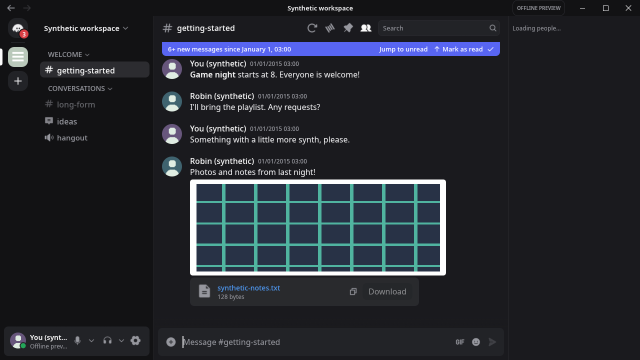 Synthetic workspace
OFFLINE PREVIEW
3
Synthetic workspace
WELCOME
getting-started
CONVERSATIONS
long-form
ideas
hangout
You (synt...
Offline prev...
# getting-started
Search
6+ new messages since January 1, 03:00
Jump to unread
Mark as read
You (synthetic) 01/01/2015 03:00
Game night starts at 8. Everyone is welcome!
Robin (synthetic) 01/01/2015 03:00
I'll bring the playlist. Any requests?
You (synthetic) 01/01/2015 03:00
Something with a little more synth, please.
Robin (synthetic) 01/01/2015 03:00
Photos and notes from last night!
synthetic-notes.txt
128 bytes
Download
Message #getting-started
GIF
Loading people...